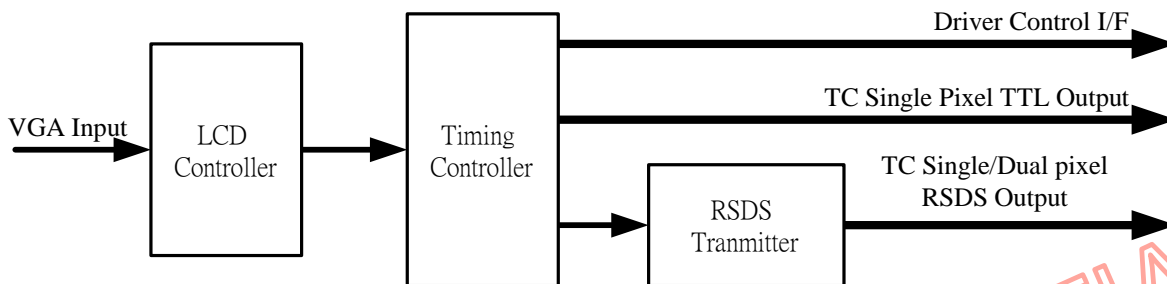 Driver Control I/F
TC Single Pixel TTL Output
VGA Input
LCD
Controller
Timing
Controller
TC Single/Dual pixel
RSDS Output
RSDS
Tranmitter